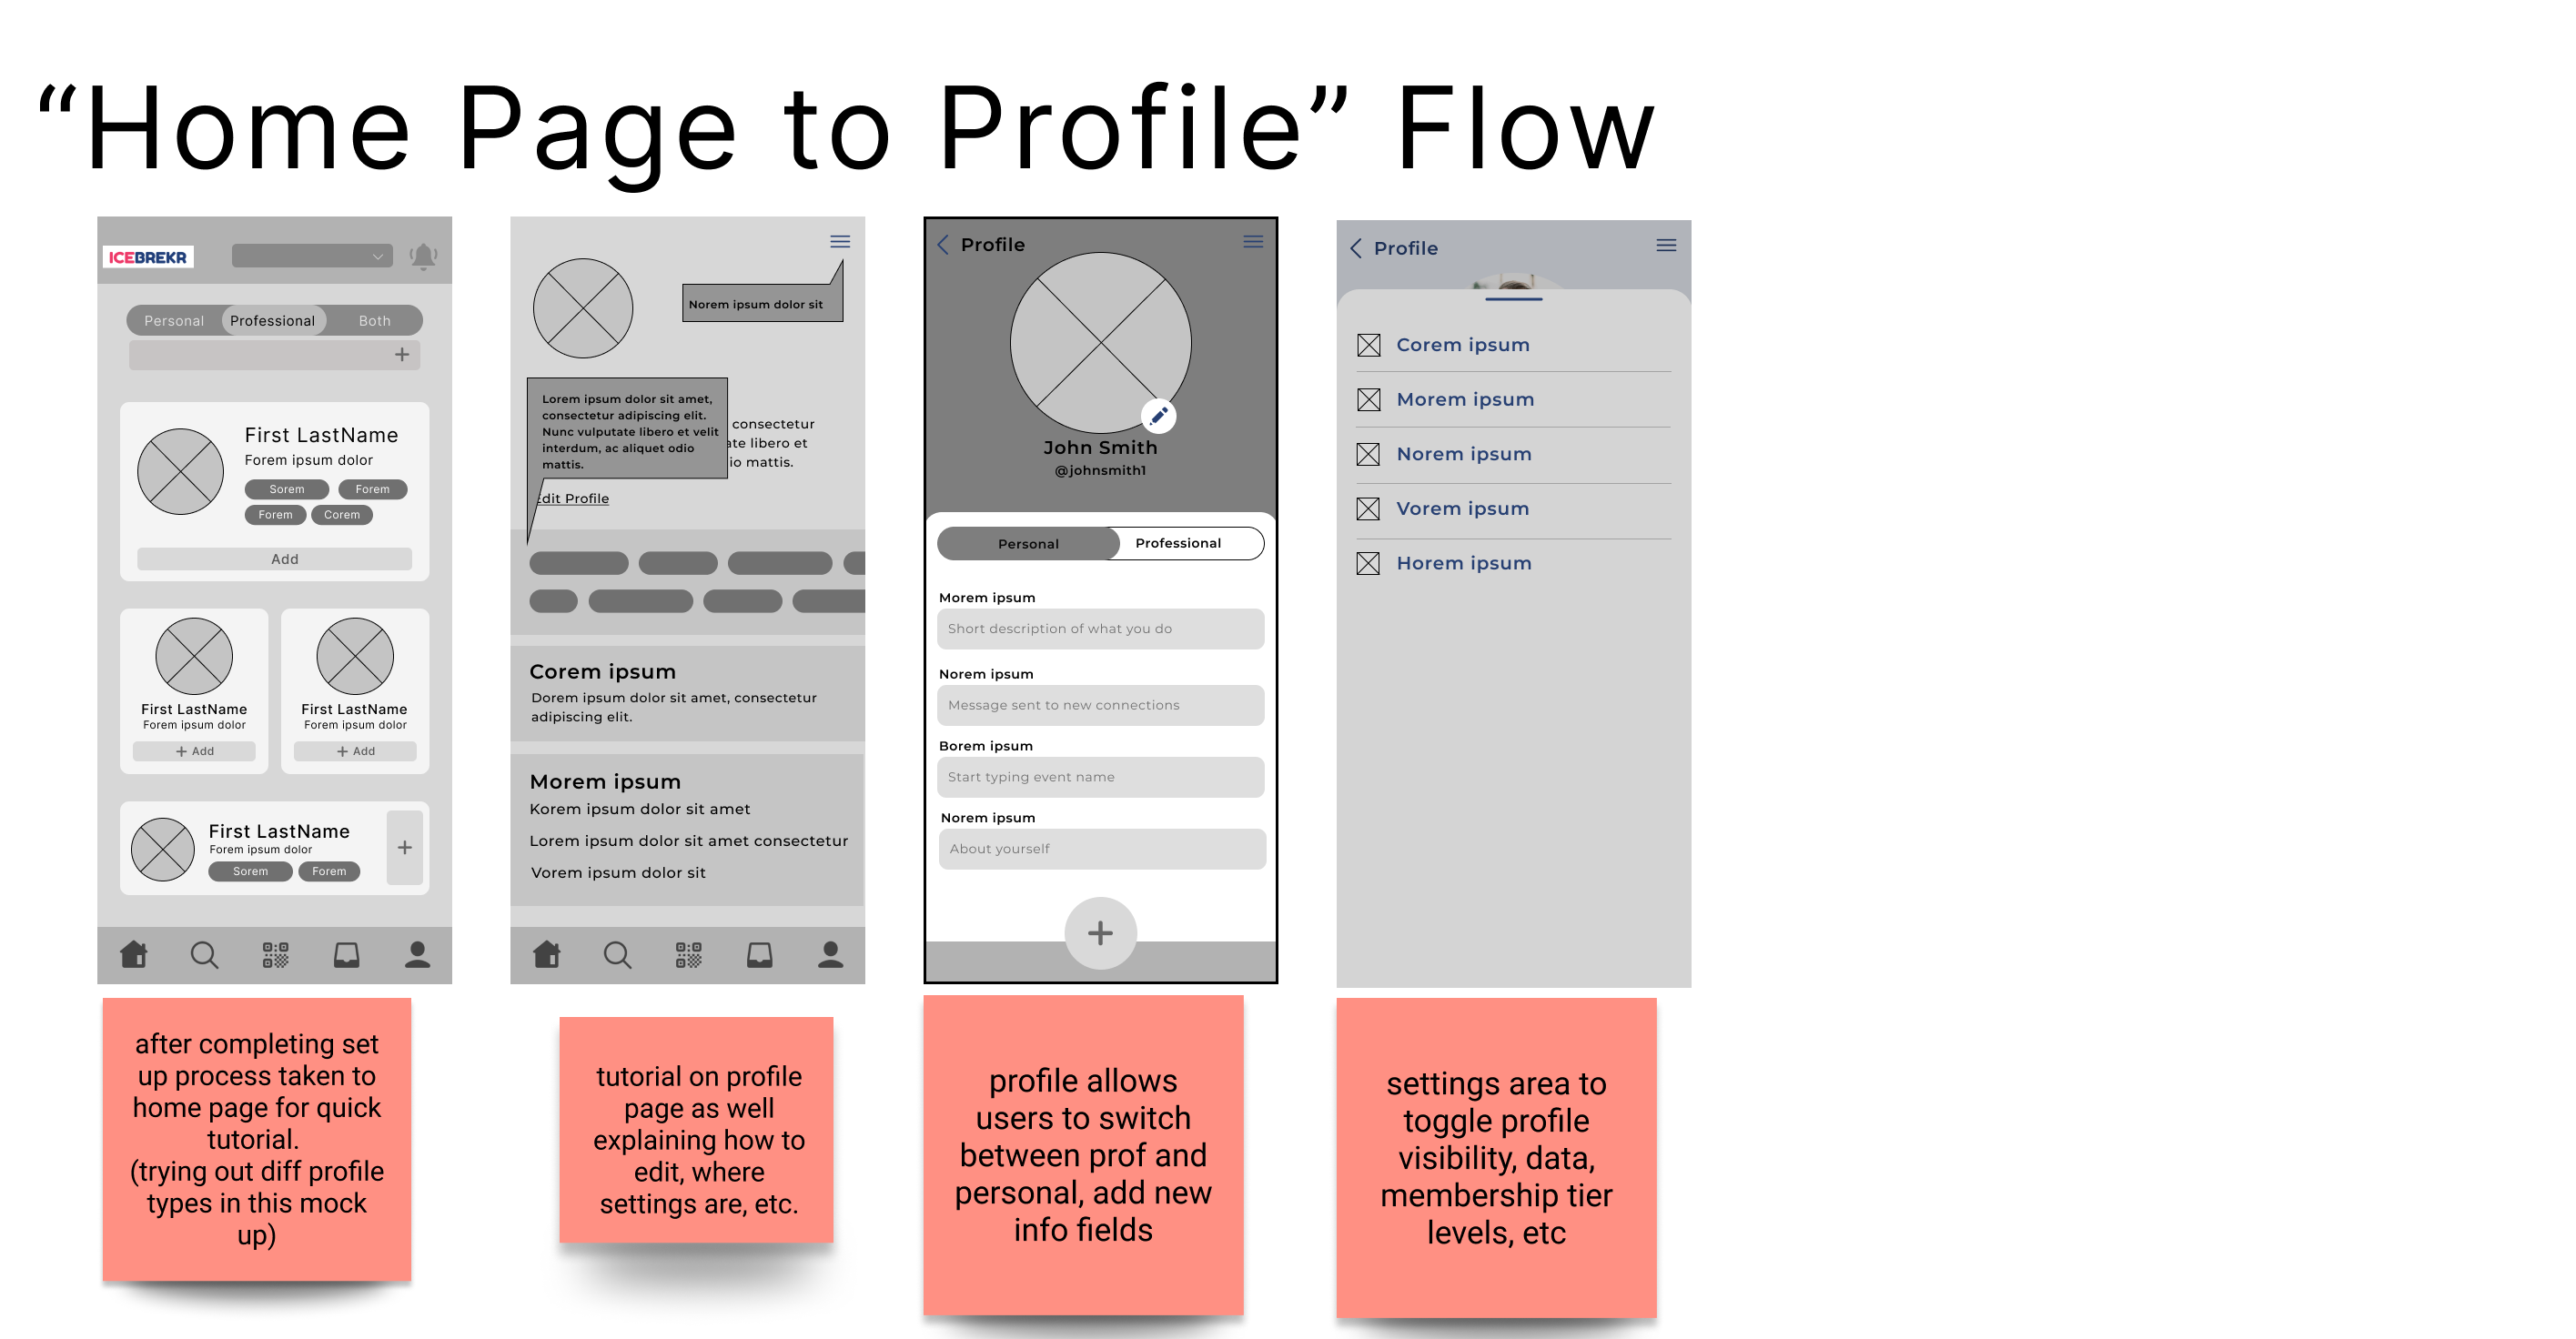 “Home Page to Profile” Flow
ICEBREKR
Personal Professional Both
First LastName
Forem ipsum dolor
Sorem Forem
Forem Corem
Add
First LastName
Forem ipsum dolor
Add
First LastName
Forem ipsum dolor
Add
First LastName
Forem ipsum dolor
Sorem Forem
after completing set
up process taken to
home page for quick
tutorial.
(trying out diff profile
types in this mock
up)
Norem ipsum dolor sit
Lorem ipsum dolor sit amet,
consectetur adipiscing elit.
Nunc vulputate libero et velit
interdum, ac aliquet odio
mattis.
consectetur
libero et
mattis.
Edit Profile
Corem ipsum
Dorem ipsum dolor sit amet, consectetur
adipiscing elit.
Morem ipsum
Korem ipsum dolor sit amet
Lorem ipsum dolor sit amet consectetur
Vorem ipsum dolor sit
tutorial on profile
page as well
explaining how to
edit, where
settings are, etc.
Profile
John Smith
@johnsmith1
Personal Professional
Morem ipsum
Short description of what you do
Norem ipsum
Message sent to new connections
Borem ipsum
Start typing event name
Norem ipsum
About yourself
profile allows
users to switch
between prof and
personal, add new
info fields
Profile
Corem ipsum
Morem ipsum
Norem ipsum
Vorem ipsum
Horem ipsum
settings area to
toggle profile
visibility, data,
membership tier
levels, etc